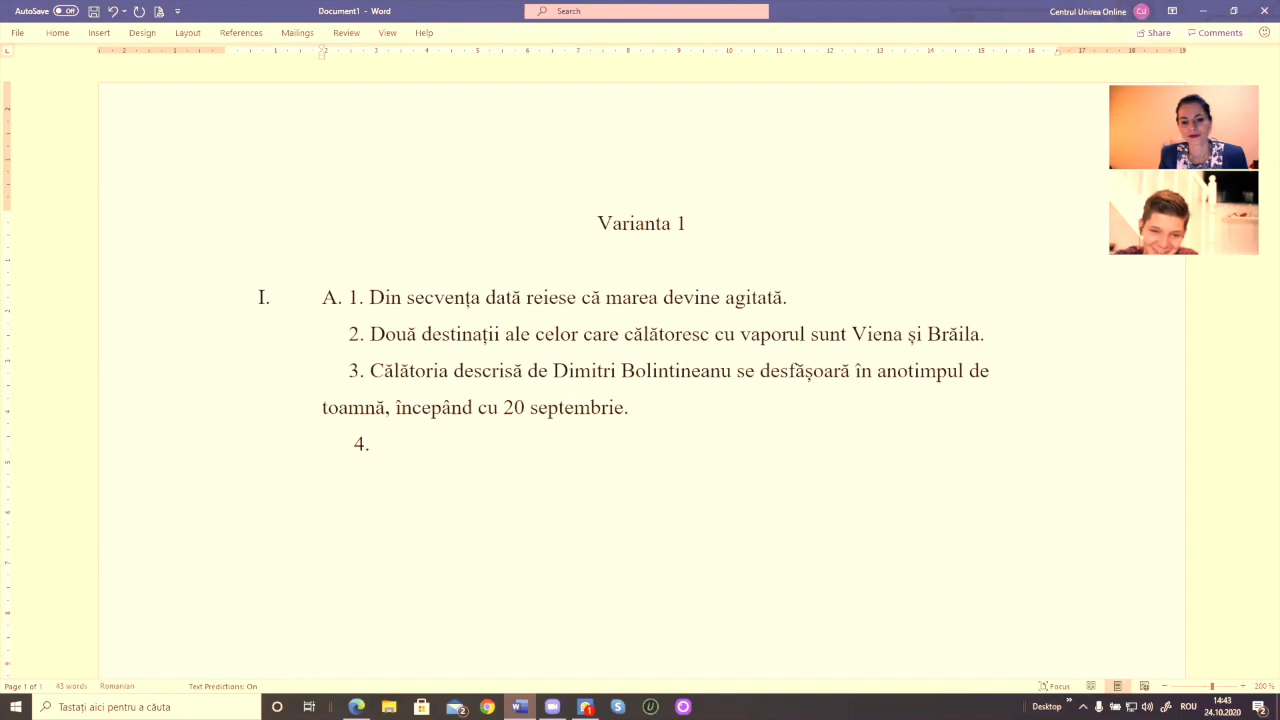 AutoSave Off Document1 - Word Search Centrul Unirea Online CU
File Home Insert Design Layout References Mailings Review View Help Share Comments
Varianta 1
I. A. 1. Din secvența dată reiese că marea devine agitată.
2. Două destinații ale celor care călătoresc cu vaporul sunt Viena și Brăila.
3. Călătoria descrisă de Dimitri Bolintineanu se desfășoară în anotimpul de
toamnă, începând cu 20 septembrie.
4.
Page 1 of 1 43 words Romanian Text Predictions: On Focus 200 %
Tastați aici pentru a căuta Desktop ROU 14:43
24.10.2020